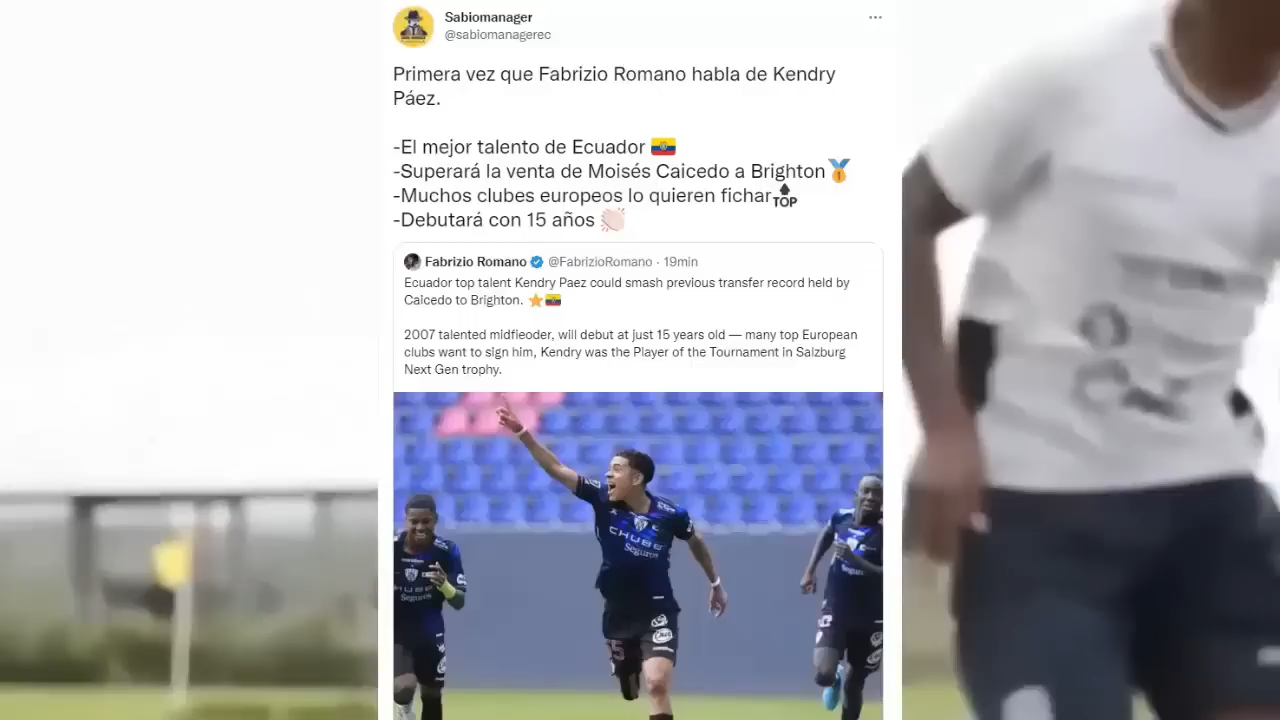 Sabiomanager
@sabiomanagerec
Primera vez que Fabrizio Romano habla de Kendry
Páez.
-El mejor talento de Ecuador
-Superará la venta de Moisés Caicedo a Brighton
-Muchos clubes europeos lo quieren fichar TOP
-Debutará con 15 años
Fabrizio Romano @FabrizioRomano · 19min
Ecuador top talent Kendry Paez could smash previous transfer record held by
Caicedo to Brighton.
2007 talented midfieoder, will debut at just 15 years old — many top European
clubs want to sign him, Kendry was the Player of the Tournament in Salzburg
Next Gen trophy.
CHUBB
Seguros
Seguros